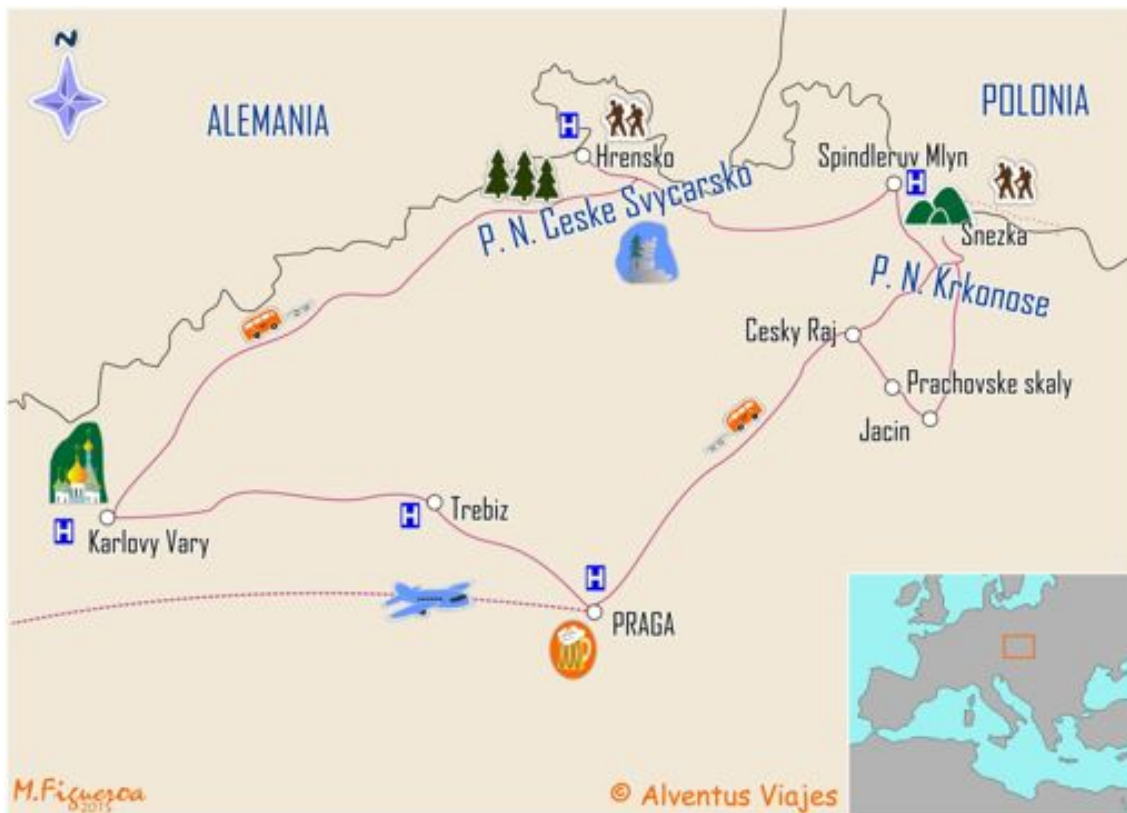 N
ALEMANIA
POLONIA
H
Hrensko
Spindleruv Mlyn
H
P. N. Ceske Svycarsko
Snezka
P. N. Krkonose
Cesky Raj
Prachovske skaly
Jacin
H
Karlovy Vary
H
Trebiz
H
PRAGA
M.Figueroa
2015
© Alventus Viajes